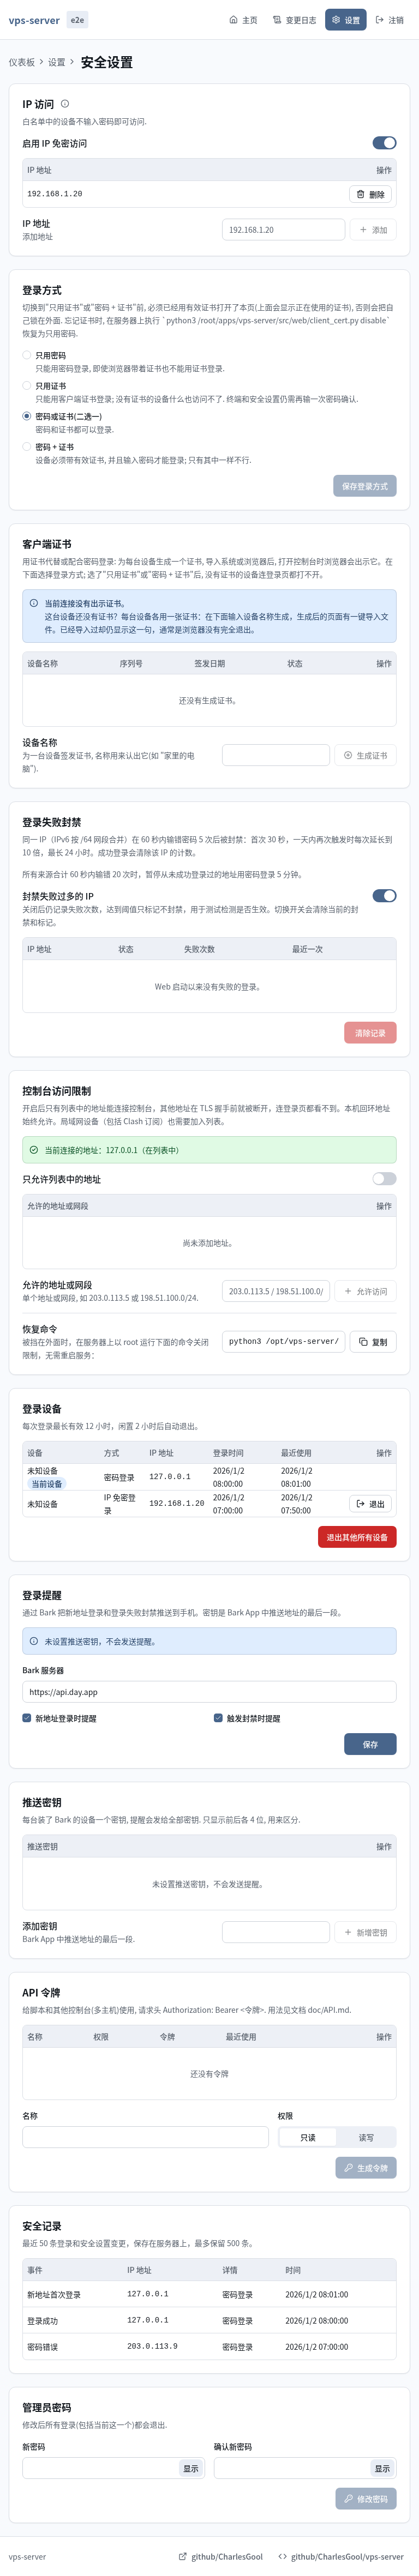 vps-server e2e 主页 变更日志 设置 注销
仪表板 > 设置 > 安全设置
IP 访问
白名单中的设备不输入密码即可访问.
启用 IP 免密访问
IP 地址 操作
192.168.1.20 删除
IP 地址
添加地址
192.168.1.20 添加
登录方式
切换到"只用证书"或"密码 + 证书"前, 必须已经用有效证书打开了本页(上面会显示正在使用的证书), 否则会把自
己锁在外面. 忘记证书时, 在服务器上执行 `python3 /root/apps/vps-server/src/web/client_cert.py disable`
恢复为只用密码.
只用密码
只能用密码登录, 即使浏览器带着证书也不能用证书登录.
只用证书
只能用客户端证书登录; 没有证书的设备什么也访问不了. 终端和安全设置仍需再输一次密码确认.
密码或证书(二选一)
密码和证书都可以登录.
密码 + 证书
设备必须带有效证书, 并且输入密码才能登录; 只有其中一样不行.
保存登录方式
客户端证书
用证书代替或配合密码登录: 为每台设备生成一个证书, 导入系统或浏览器后, 打开控制台时浏览器会出示它。在
下面选择登录方式; 选了"只用证书"或"密码 + 证书"后, 没有证书的设备连登录页都打不开。
当前连接没有出示证书。
这台设备还没有证书? 每台设备各用一张证书: 在下面输入设备名称生成, 生成后的页面有一键导入文
件。已经导入过却仍显示这一句, 通常是浏览器没有完全退出。
设备名称 序列号 签发日期 状态 操作
还没有生成证书。
设备名称
为一台设备签发证书, 名称用来认出它(如 "家里的电
脑").
生成证书
登录失败封禁
同一 IP（IPv6 按 /64 网段合并）在 60 秒内输错密码 5 次后被封禁：首次 30 秒，一天内再次触发时每次延长到
10 倍，最长 24 小时。成功登录会清除该 IP 的计数。
所有来源合计 60 秒内输错 20 次时，暂停从未成功登录过的地址用密码登录 5 分钟。
封禁失败过多的 IP
关闭后仍记录失败次数，达到阈值只标记不封禁，用于测试检测是否生效。切换开关会清除当前的封
禁和标记。
IP 地址 状态 失败次数 最近一次
Web 启动以来没有失败的登录。
清除记录
控制台访问限制
开启后只有列表中的地址能连接控制台，其他地址在 TLS 握手前就被断开，连登录页都看不到。本机回环地址
始终允许。局域网设备（包括 Clash 订阅）也需要加入列表。
当前连接的地址：127.0.0.1（在列表中）
只允许列表中的地址
允许的地址或网段 操作
尚未添加地址。
允许的地址或网段
单个地址或网段, 如 203.0.113.5 或 198.51.100.0/24.
203.0.113.5 / 198.51.100.0/ 允许访问
恢复命令
被挡在外面时，在服务器上以 root 运行下面的命令关闭
限制，无需重启服务：
python3 /opt/vps-server/ 复制
登录设备
每次登录最长有效 12 小时，闲置 2 小时后自动退出。
设备 方式 IP 地址 登录时间 最近使用 操作
未知设备 当前设备 密码登录 127.0.0.1 2026/1/2 08:00:00 2026/1/2 08:01:00
未知设备 IP 免密登录 192.168.1.20 2026/1/2 07:00:00 2026/1/2 07:50:00 退出
退出其他所有设备
登录提醒
通过 Bark 把新地址登录和登录失败封禁推送到手机。密钥是 Bark App 中推送地址的最后一段。
未设置推送密钥，不会发送提醒。
Bark 服务器
https://api.day.app
新地址登录时提醒 触发封禁时提醒
保存
推送密钥
每台装了 Bark 的设备一个密钥, 提醒会发给全部密钥. 只显示前后各 4 位, 用来区分.
推送密钥 操作
未设置推送密钥，不会发送提醒。
添加密钥
Bark App 中推送地址的最后一段.
新增密钥
API 令牌
给脚本和其他控制台(多主机)使用, 请求头 Authorization: Bearer <令牌>. 用法见文档 doc/API.md.
名称 权限 令牌 最近使用 操作
还没有令牌
名称 权限
只读 读写
生成令牌
安全记录
最近 50 条登录和安全设置变更，保存在服务器上，最多保留 500 条。
事件 IP 地址 详情 时间
新地址首次登录 127.0.0.1 密码登录 2026/1/2 08:01:00
登录成功 127.0.0.1 密码登录 2026/1/2 08:00:00
密码错误 203.0.113.9 密码登录 2026/1/2 07:00:00
管理员密码
修改后所有登录(包括当前这一个)都会退出.
新密码 确认新密码
显示 显示
修改密码
vps-server github/CharlesGool github/CharlesGool/vps-server